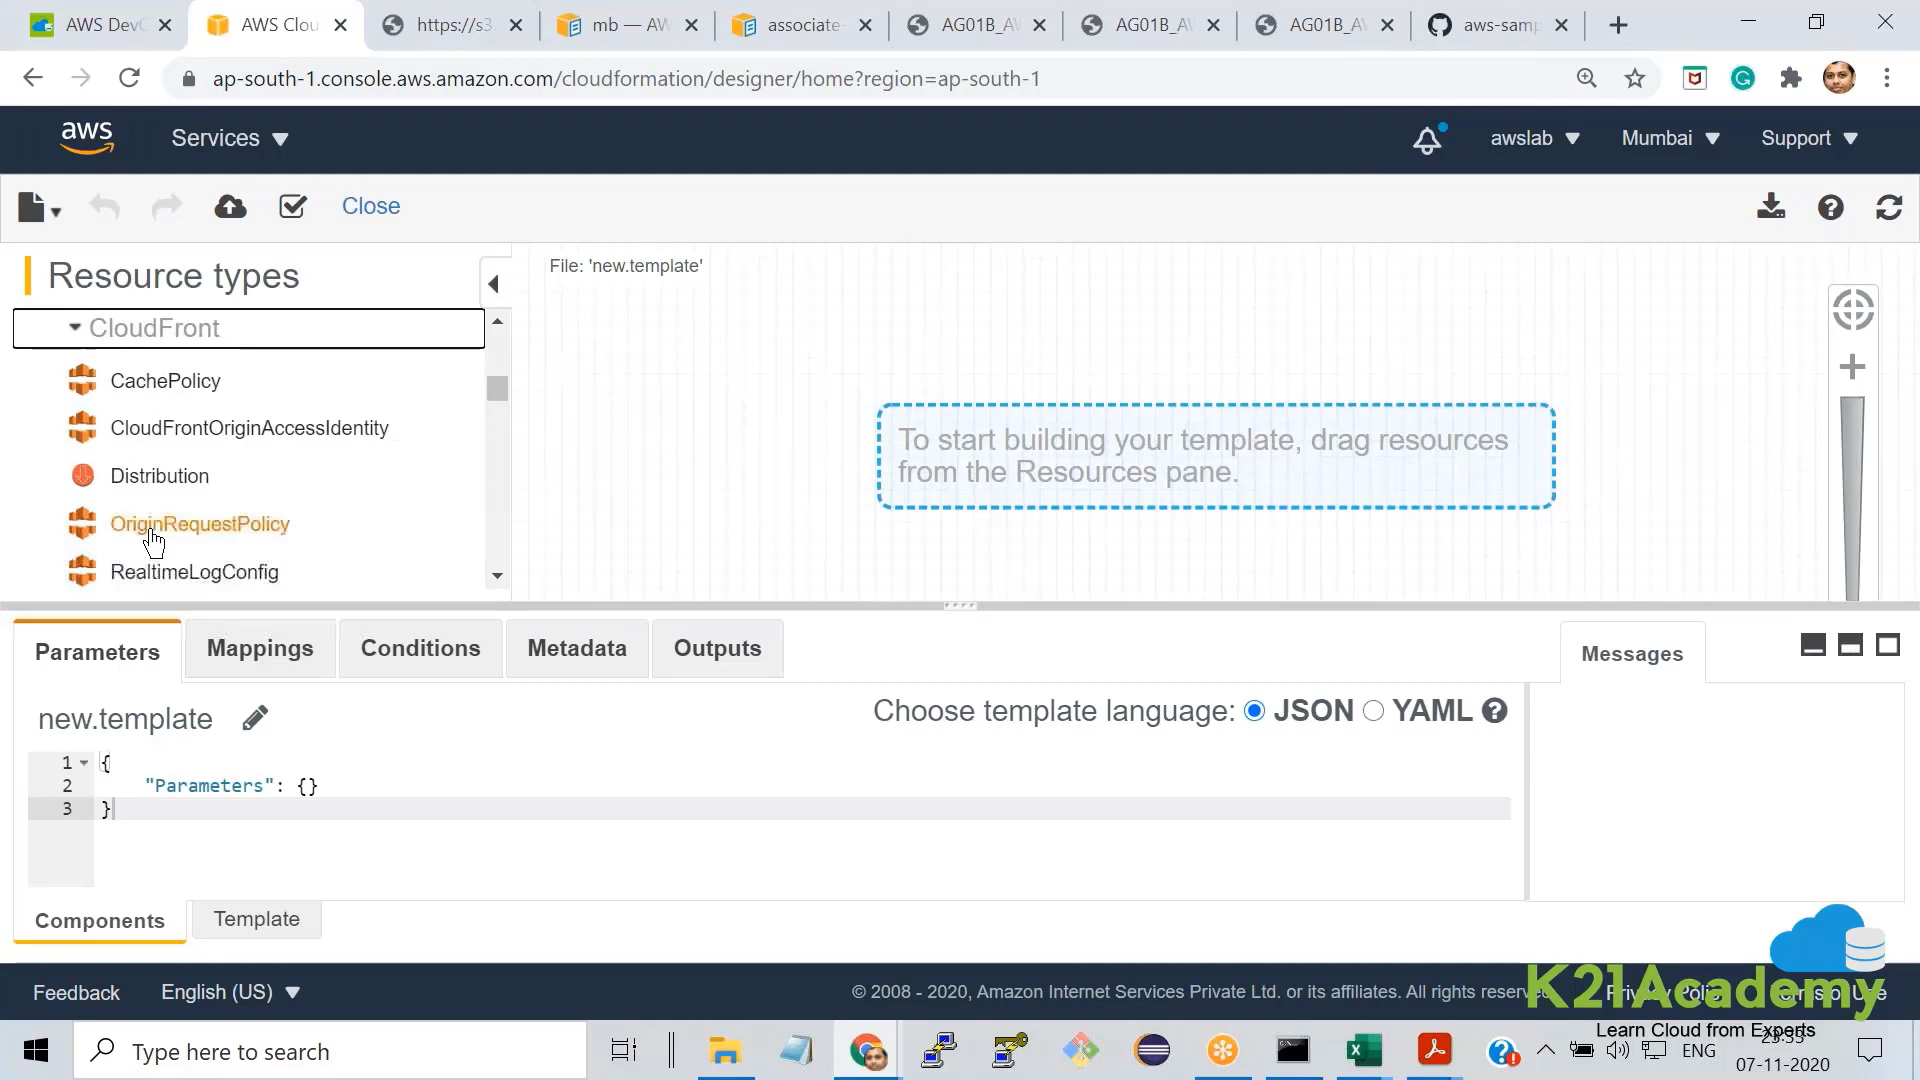 AWS Dev
AWS Clou
https://s3
mb — AW
associate-
AG01B_AW
AG01B_AW
AG01B_AW
aws-samp
ap-south-1.console.aws.amazon.com/cloudformation/designer/home?region=ap-south-1
aws
Services
awslab
Mumbai
Support
Close
Resource types
File: 'new.template'
CloudFront
CachePolicy
CloudFrontOriginAccessIdentity
Distribution
OriginRequestPolicy
RealtimeLogConfig
To start building your template, drag resources
from the Resources pane.
Parameters
Mappings
Conditions
Metadata
Outputs
Messages
new.template
Choose template language: JSON YAML
1 {
2 "Parameters": {}
3 }
Components
Template
Feedback
English (US)
© 2008 - 2020, Amazon Internet Services Private Ltd. or its affiliates. All rights reserve
K21Academy
Learn Cloud from Experts
Type here to search
ENG
07-11-2020